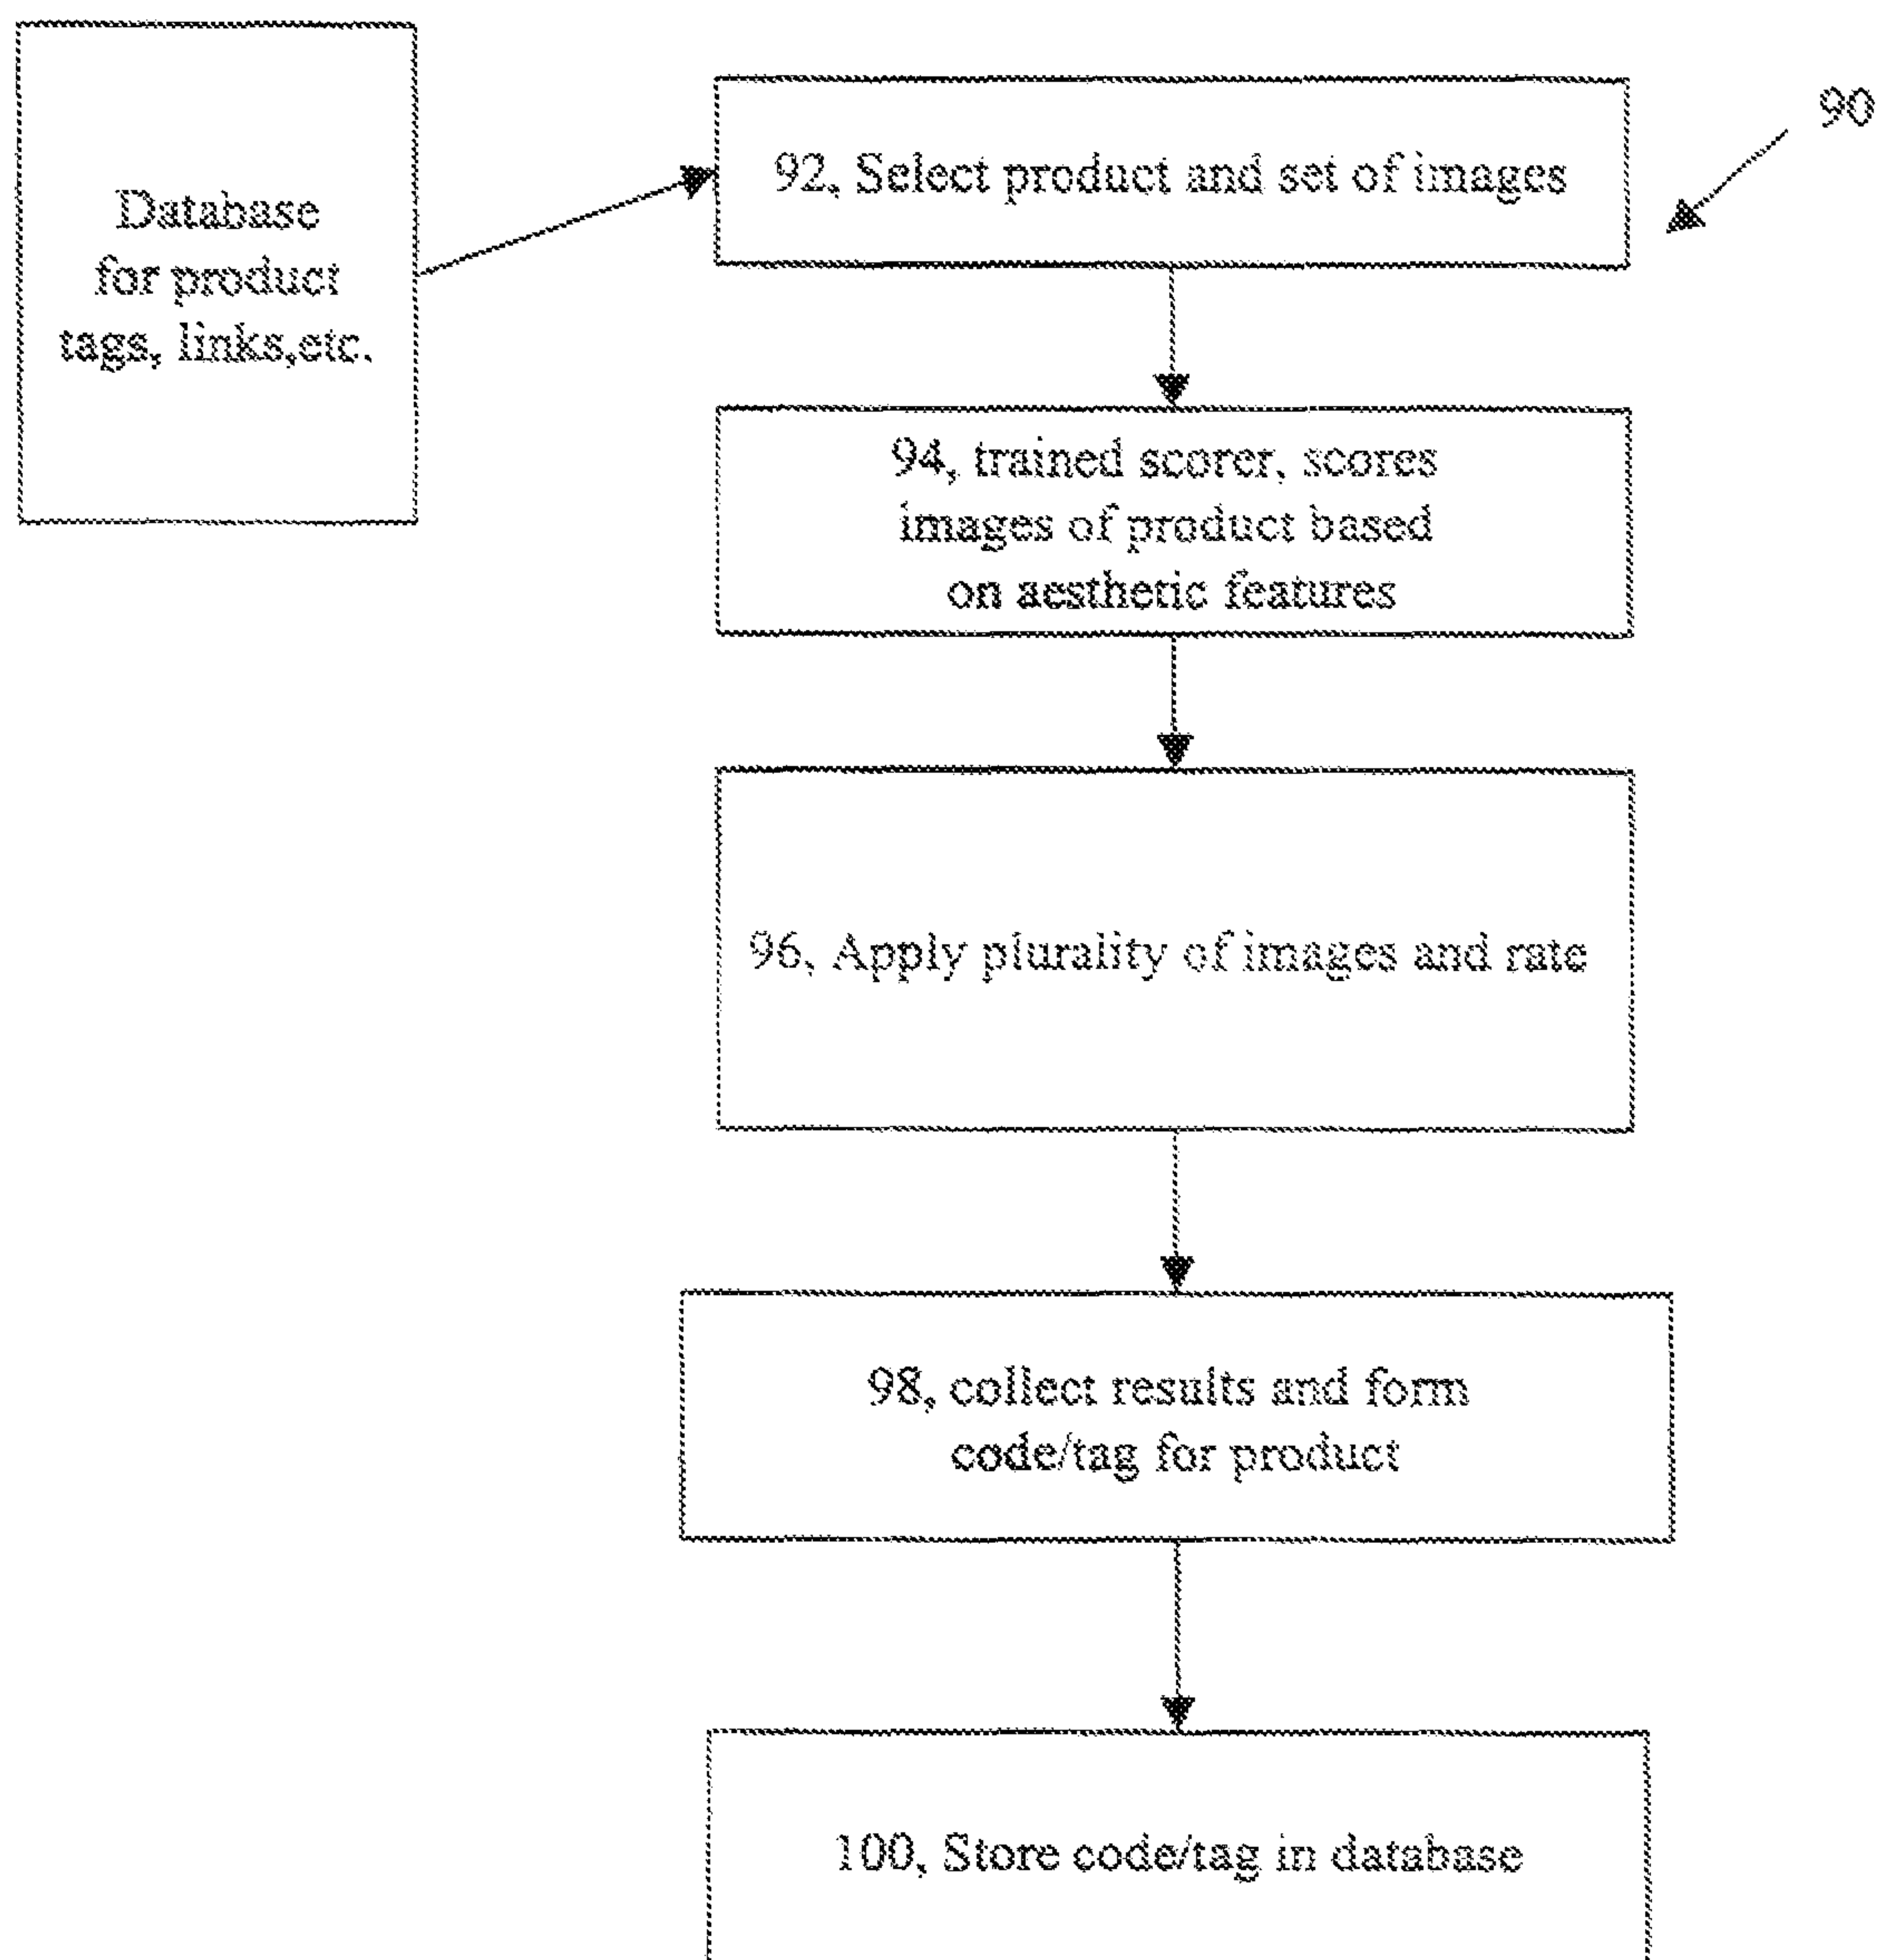 Database
for product
tags, links,etc.
92, Select product and set of images
90
94, trained scorer, scores
images of product based
on aesthetic features
96, Apply plurality of images and rate
98, collect results and form
code/tag for product
100, Store code/tag in database